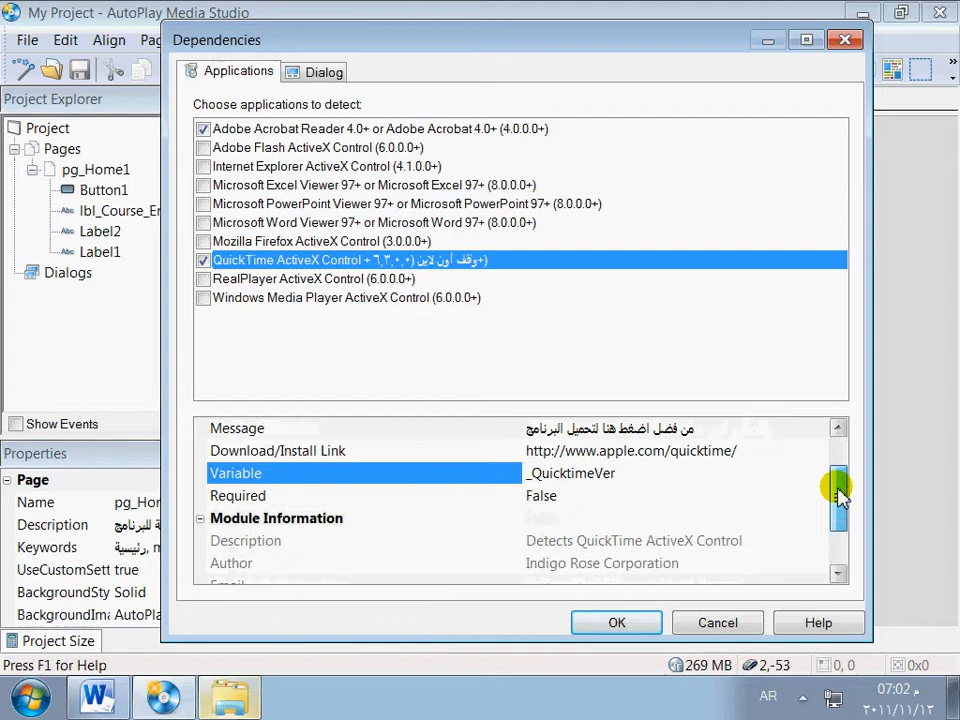 My Project - AutoPlay Media Studio
File Edit Align Pag
Project Explorer
Project
Pages
pg_Home1
Button1
lbl_Course_En
Label2
Label1
Dialogs
Show Events
Properties
Page
Name pg_Hom
Description
Keywords
UseCustomSett true
BackgroundSty Solid
BackgroundIma AutoPlay
Project Size
Press F1 for Help
Dependencies
Applications Dialog
Choose applications to detect:
Adobe Acrobat Reader 4.0+ or Adobe Acrobat 4.0+ (4.0.0.0+)
Adobe Flash ActiveX Control (6.0.0.0+)
Internet Explorer ActiveX Control (4.1.0.0+)
Microsoft Excel Viewer 97+ or Microsoft Excel 97+ (8.0.0.0+)
Microsoft PowerPoint Viewer 97+ or Microsoft PowerPoint 97+ (8.0.0.0+)
Microsoft Word Viewer 97+ or Microsoft Word 97+ (8.0.0.0+)
Mozilla Firefox ActiveX Control (3.0.0.0+)
QuickTime ActiveX Control + ٦,٣,٠,٠) وقف أون لاين+)
RealPlayer ActiveX Control (6.0.0.0+)
Windows Media Player ActiveX Control (6.0.0.0+)
Message من فضل اضغط هنا لتحميل البرنامج
Download/Install Link http://www.apple.com/quicktime/
Variable _QuicktimeVer
Required False
Module Information
Description Detects QuickTime ActiveX Control
Author Indigo Rose Corporation
Email
OK Cancel Help
269 MB 2,-53 0, 0 0x0
AR 07:02 م
٢٠١١/١١/١٢